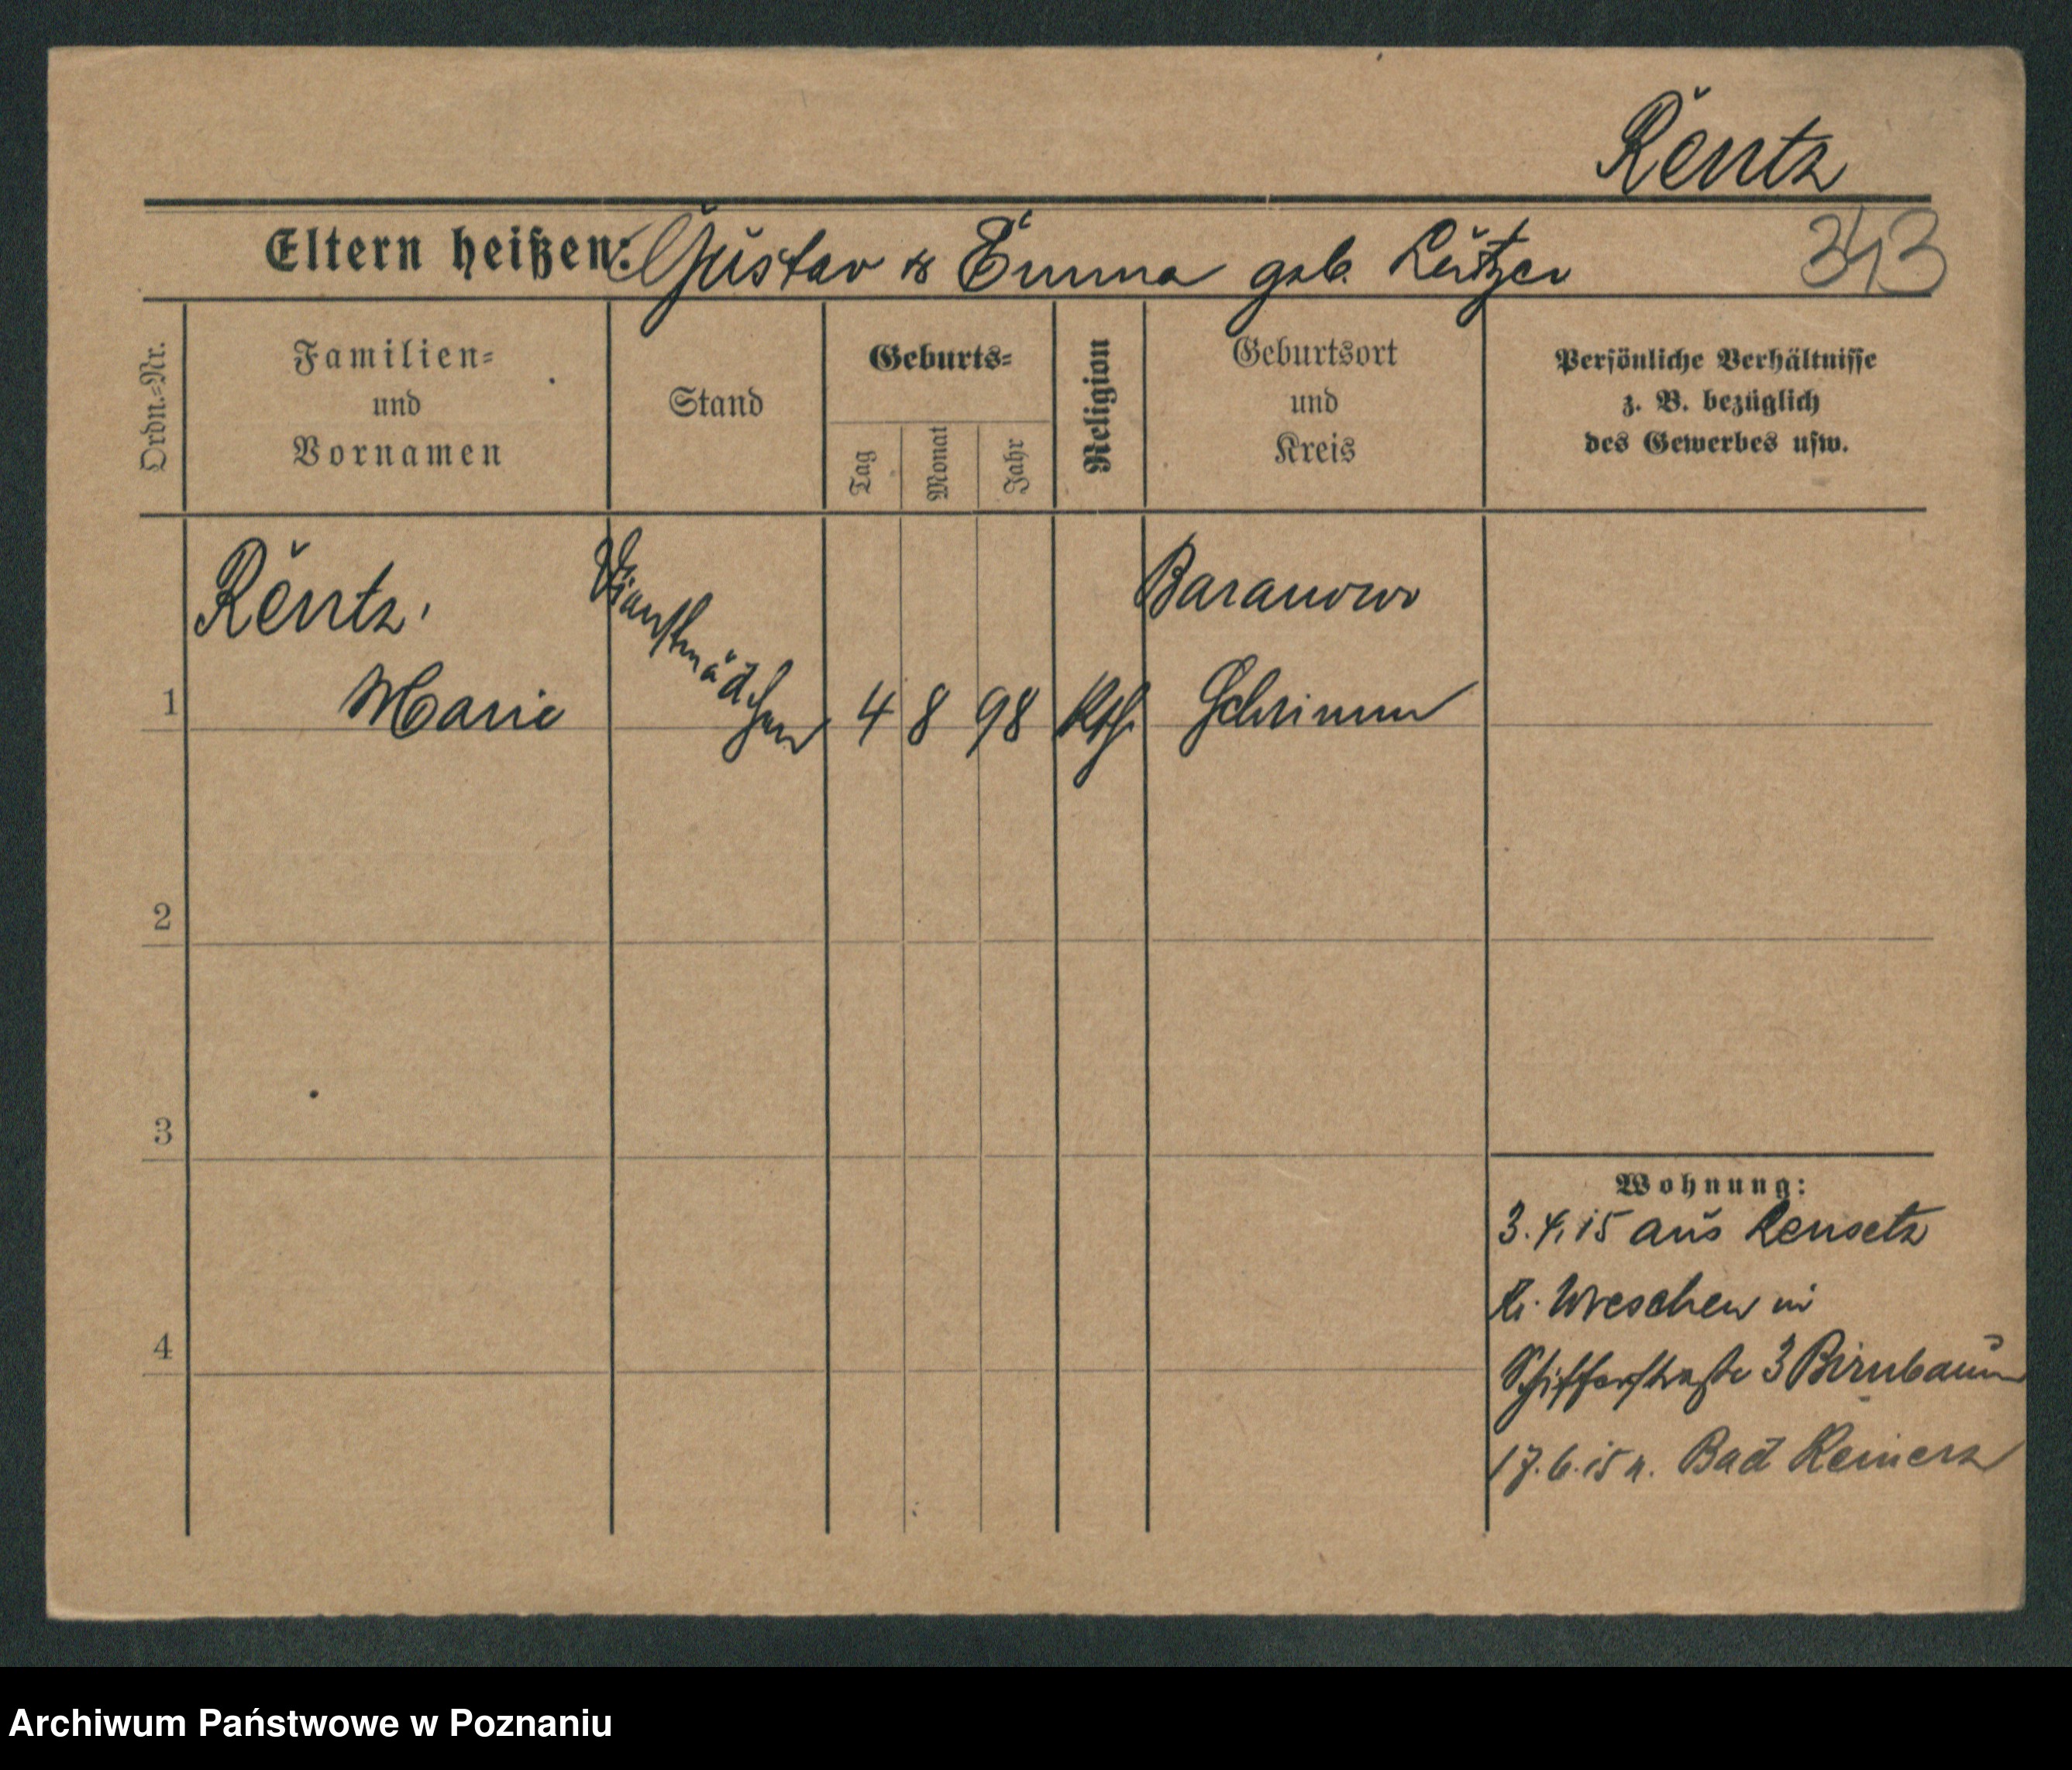 Rentz
Eltern heißen: Gustav & Emma geb.
343
Ordn.-Nr.
Familien-
und
Vornamen
Stand
Geburts-
Tag
Monat
Jahr
Religion
Geburtsort
und
Kreis
Persönliche Verhältnisse
z. B. bezüglich
des Gewerbes usw.
1
Rentz,
Marie
Dienstmädchen
4
8
98
Kth.
Baranowo
Schrimm
2
3
4
Wohnung:
3.4.15 aus
Kr. Wreschen in
Schifferstraße 3 Birnbaum
17.6.15 n. Bad Reinerz
Archiwum Państwowe w Poznaniu